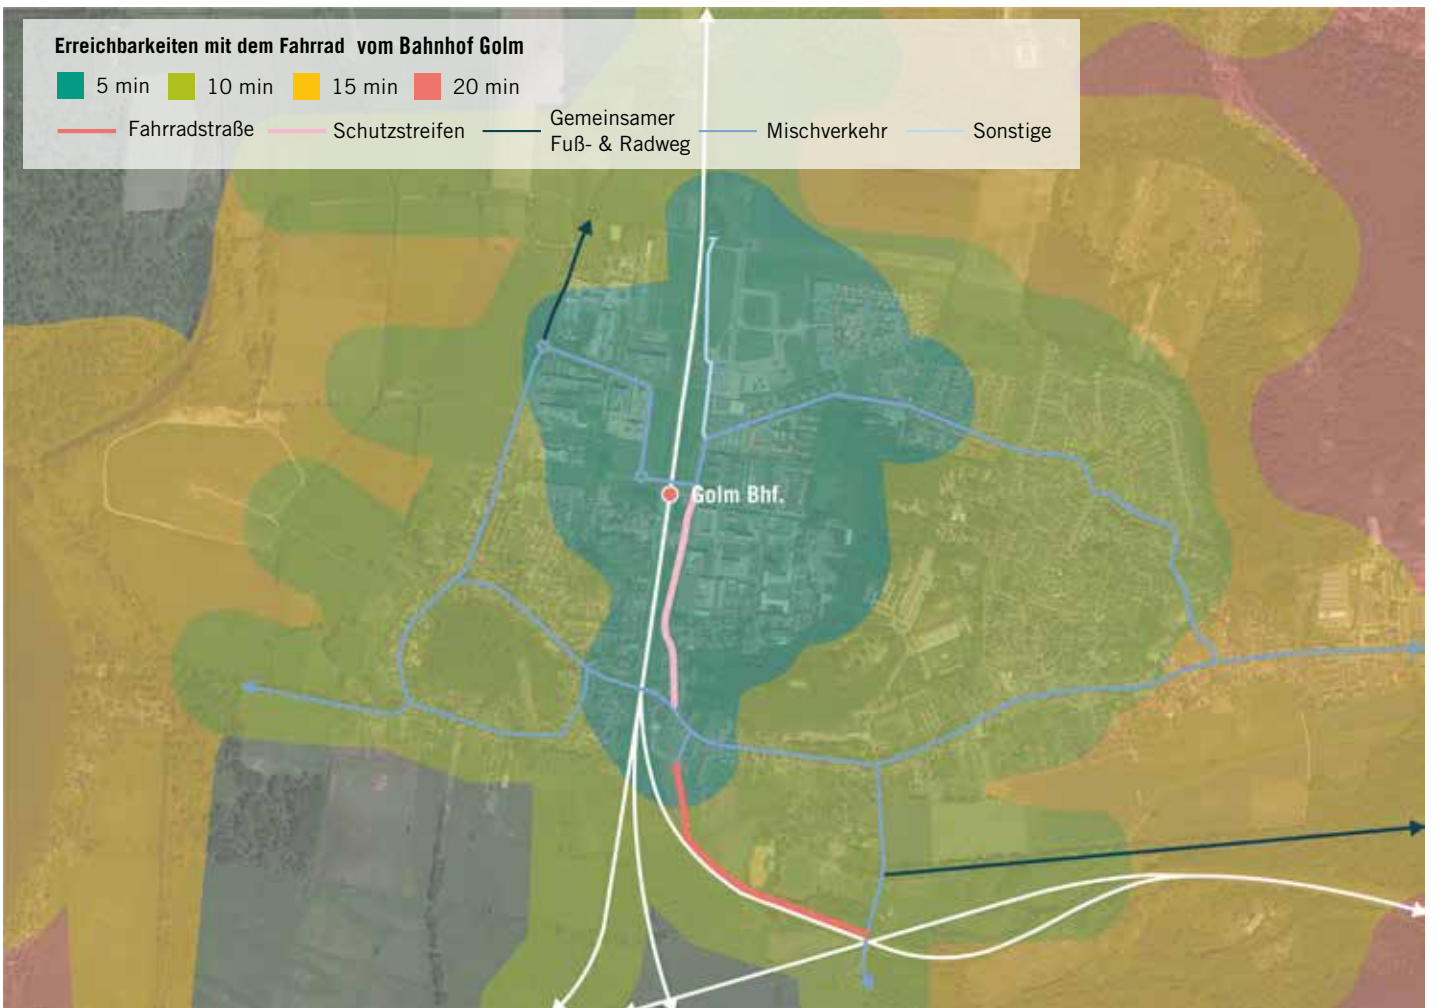 Erreichbarkeiten mit dem Fahrrad vom Bahnhof Golm
5 min 10 min 15 min 20 min
Fahrradstraße Schutzstreifen Gemeinsamer Fuß- & Radweg Mischverkehr Sonstige
Golm Bhf.